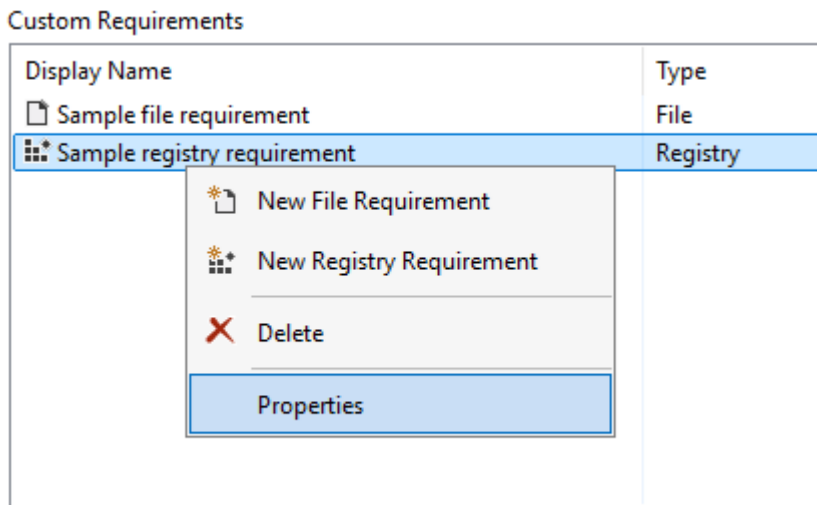 Custom Requirements
Display Name Type
Sample file requirement File
Sample registry requirement Registry
New File Requirement
New Registry Requirement
Delete
Properties